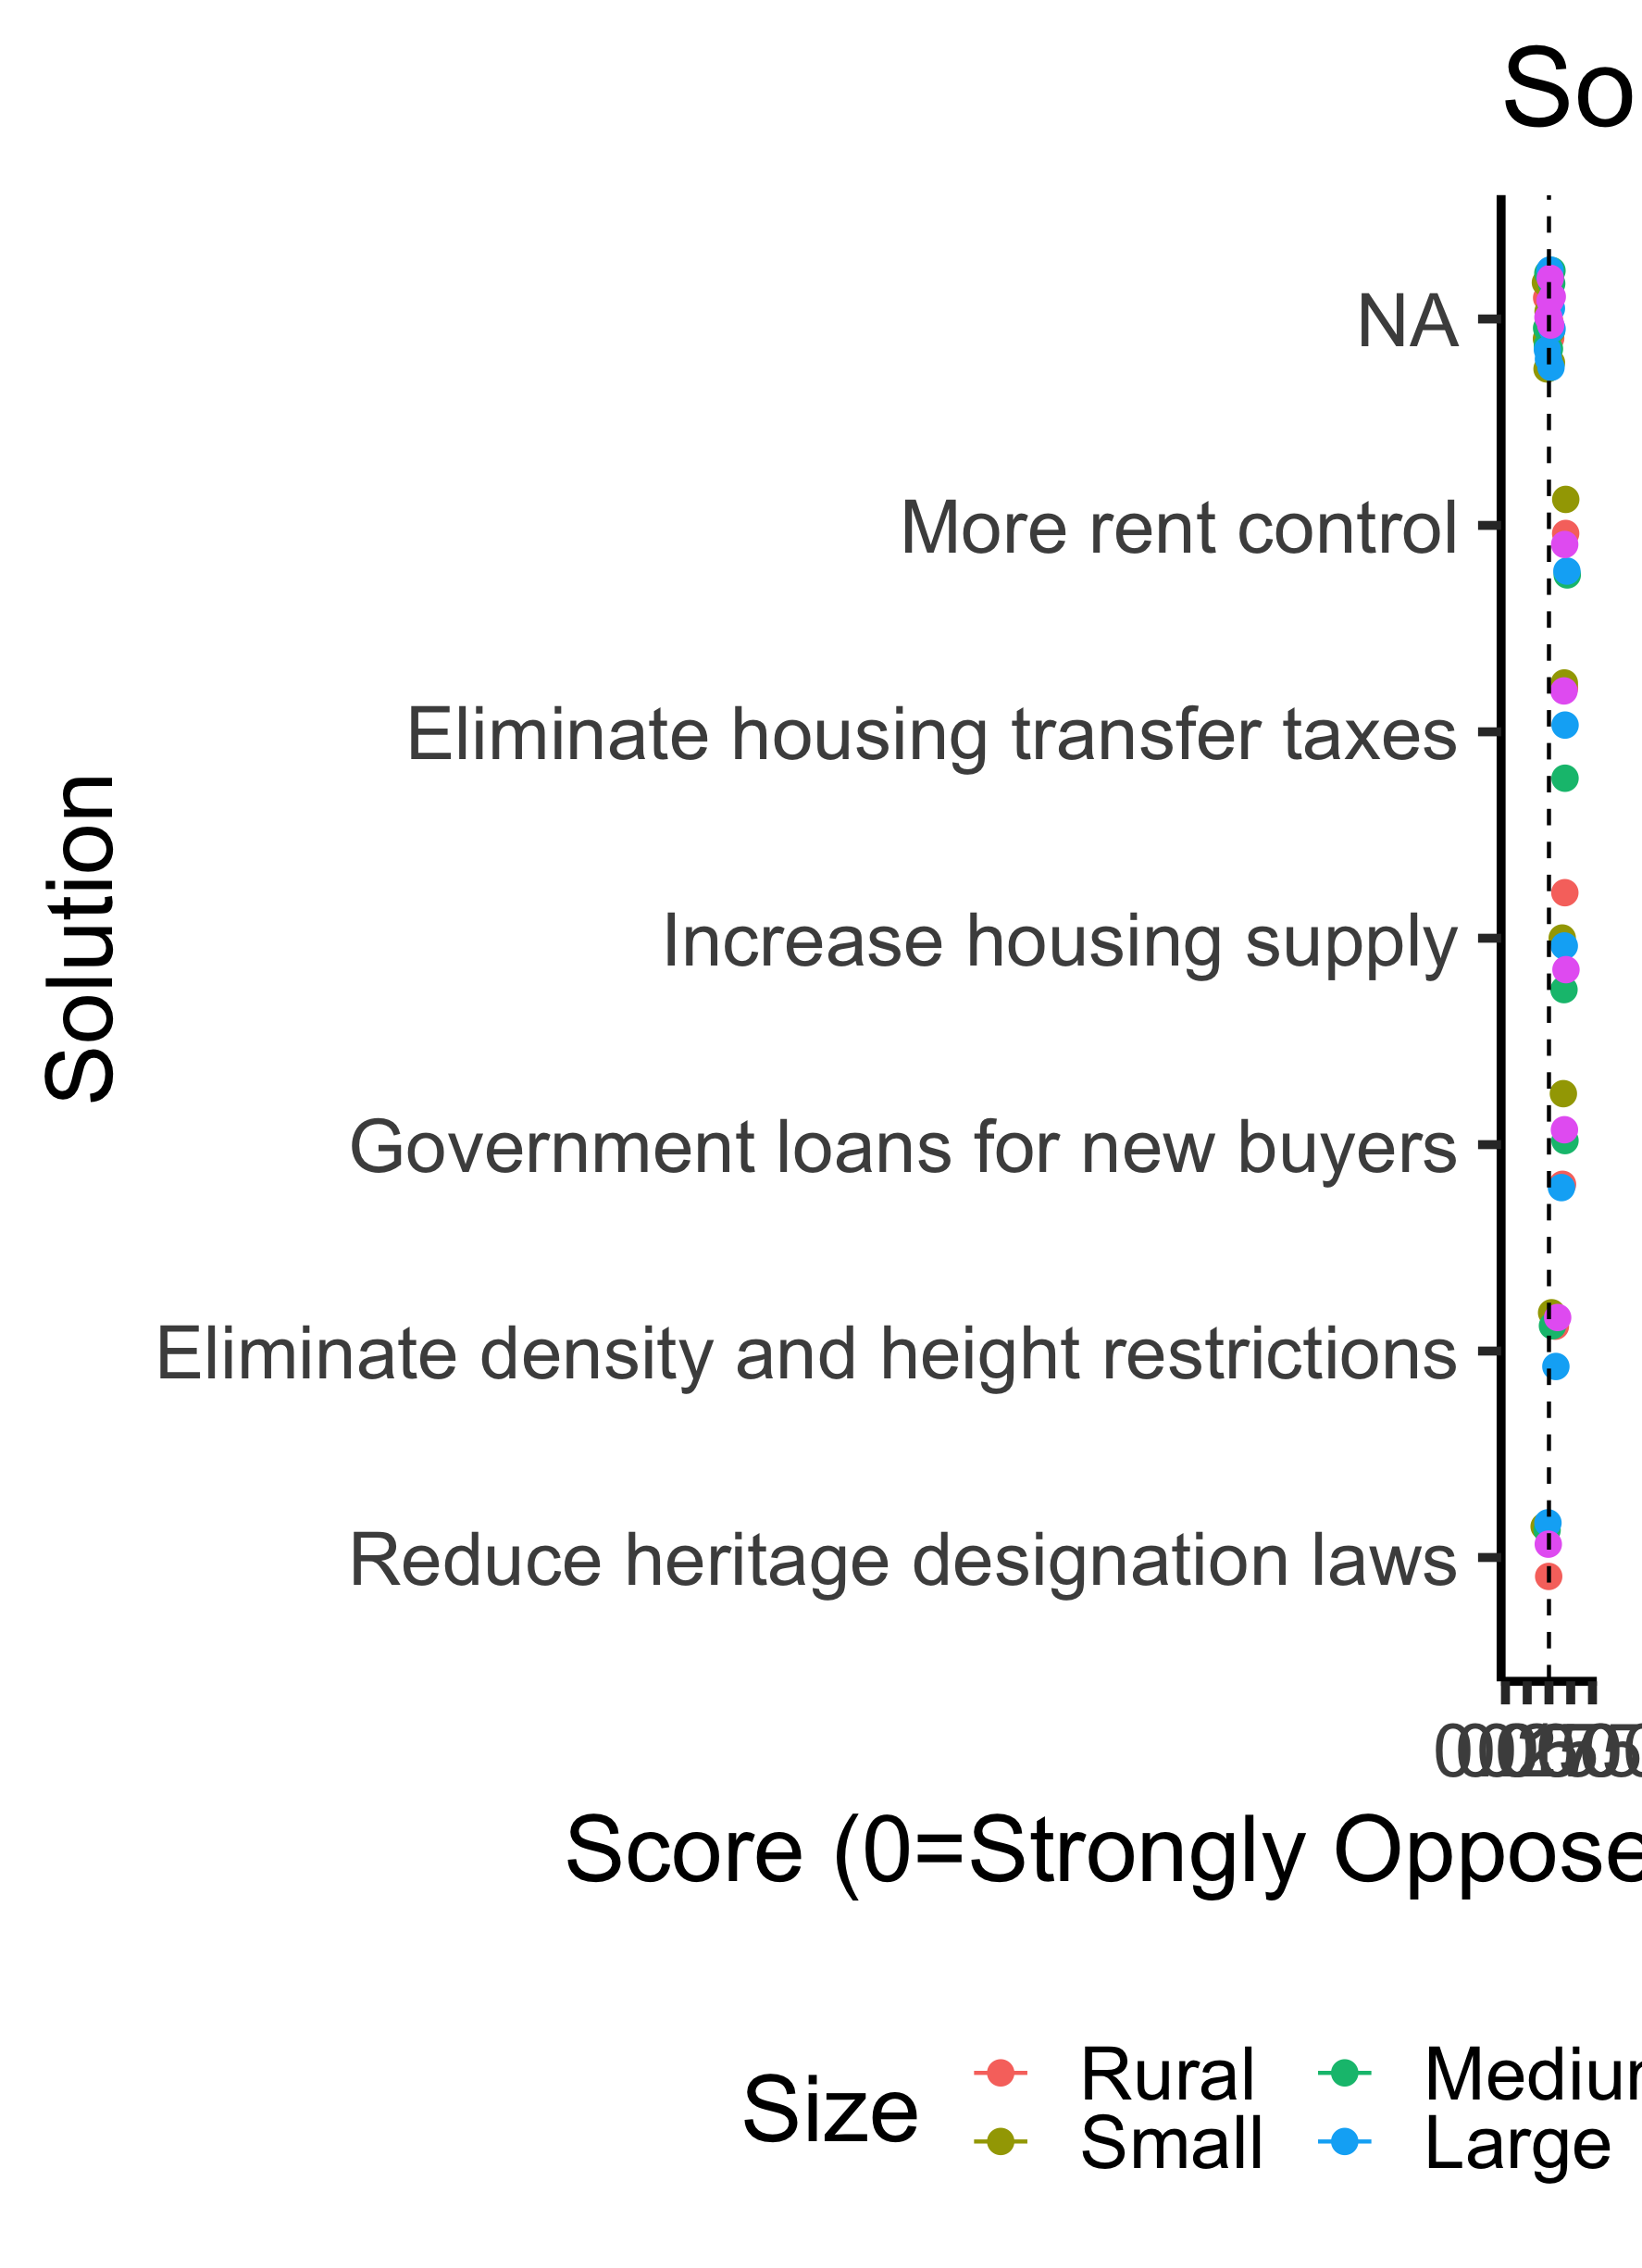 So
NA
More rent control
Eliminate housing transfer taxes
Increase housing supply
Solution
Government loans for new buyers
Eliminate density and height restrictions
Reduce heritage designation laws
Score (0=Strongly Oppose
Size
Rural
Small
Large